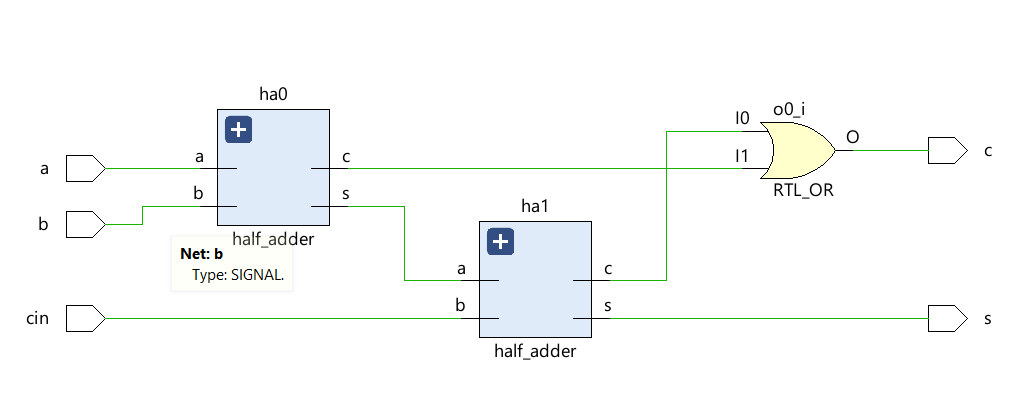 ha0
o0_i
I0
O
a
a
c
I1
c
b
b
s
RTL_OR
ha1
half_adder
Net: b
Type: SIGNAL.
a
c
cin
b
s
s
half_adder